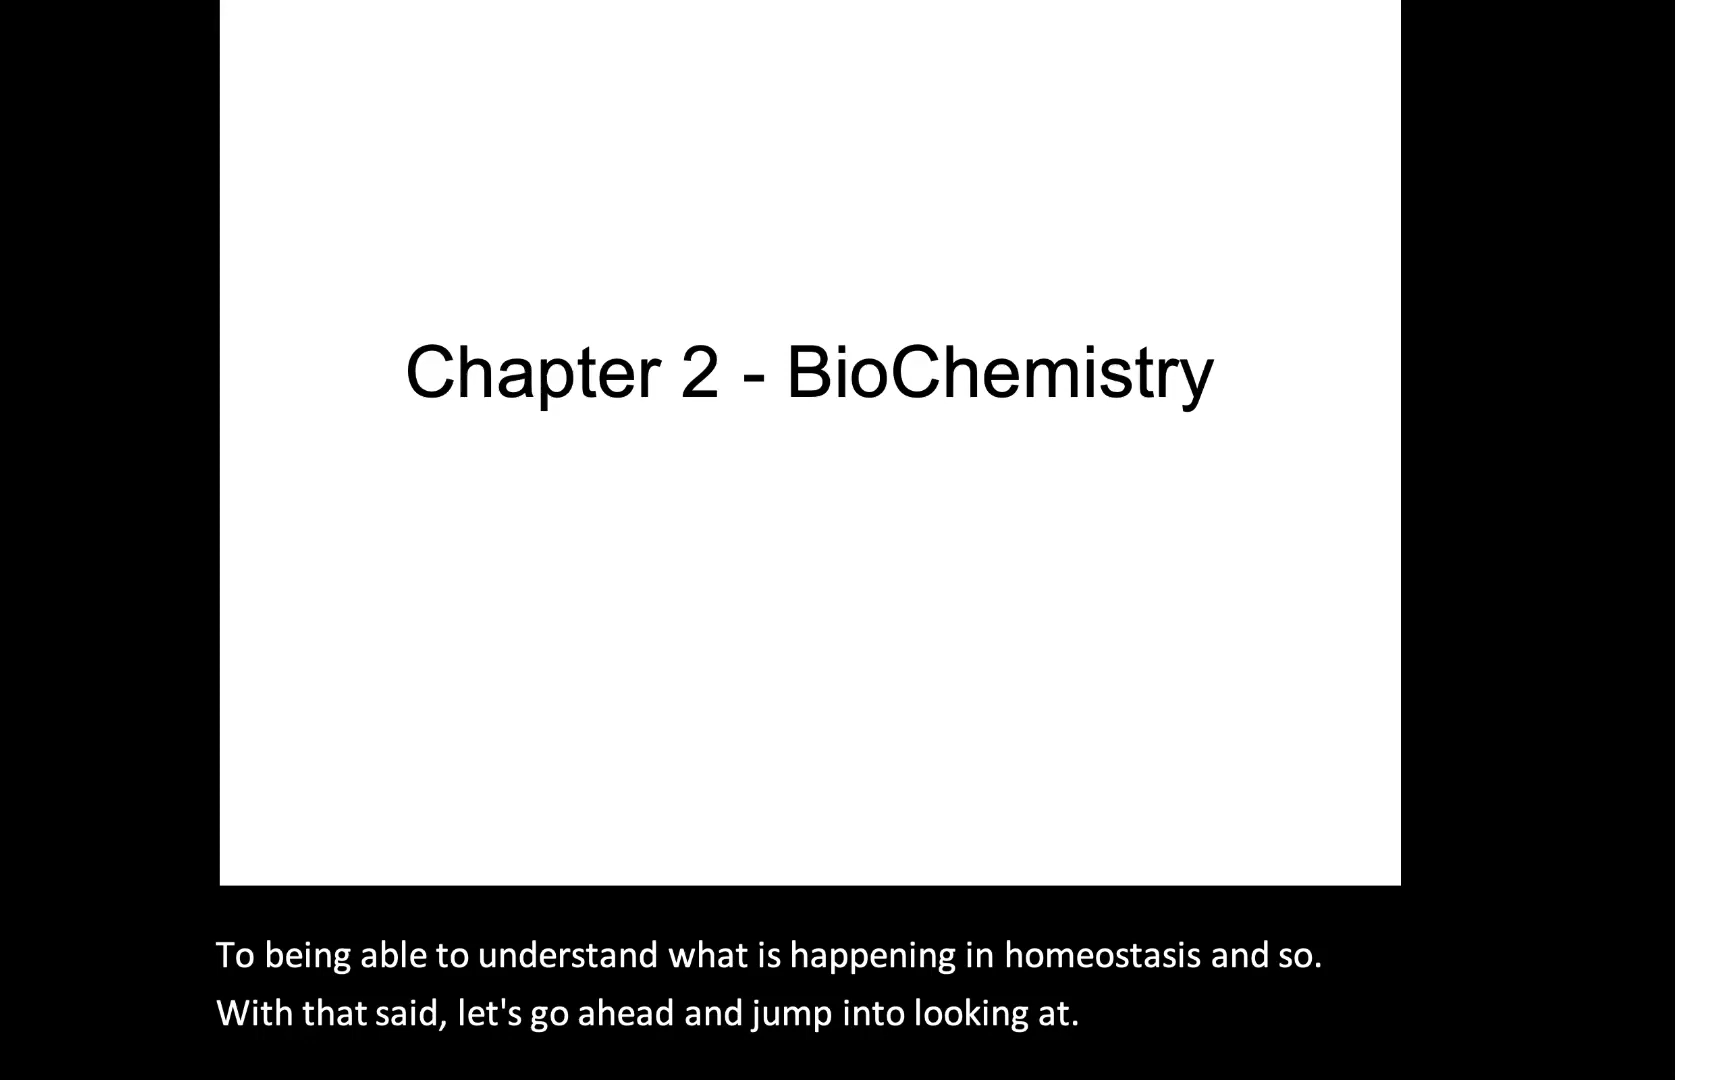 Chapter 2 - BioChemistry
To being able to understand what is happening in homeostasis and so.
With that said, let's go ahead and jump into looking at.